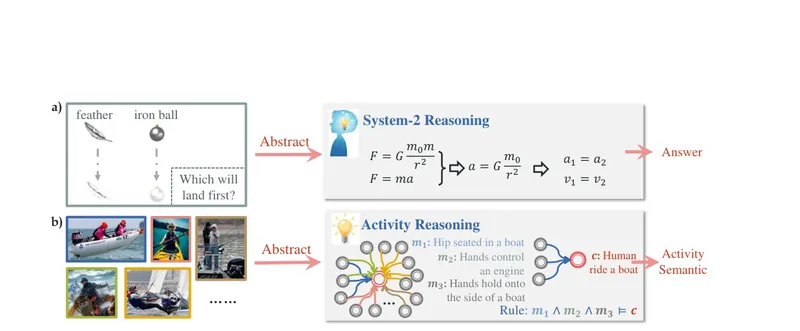 a)
feather
iron ball
Which will
land first?
Abstract
System-2 Reasoning
F = G m₀m / r²
F = ma
a = G m₀ / r²
a₁ = a₂
v₁ = v₂
Answer
b)
......
Abstract
Activity Reasoning
...
m₁: Hip seated in a boat
m₂: Hands control
an engine
m₃: Hands hold onto
the side of a boat
c: Human
ride a boat
Rule: m₁ ∧ m₂ ∧ m₃ ⊨ c
Activity
Semantic